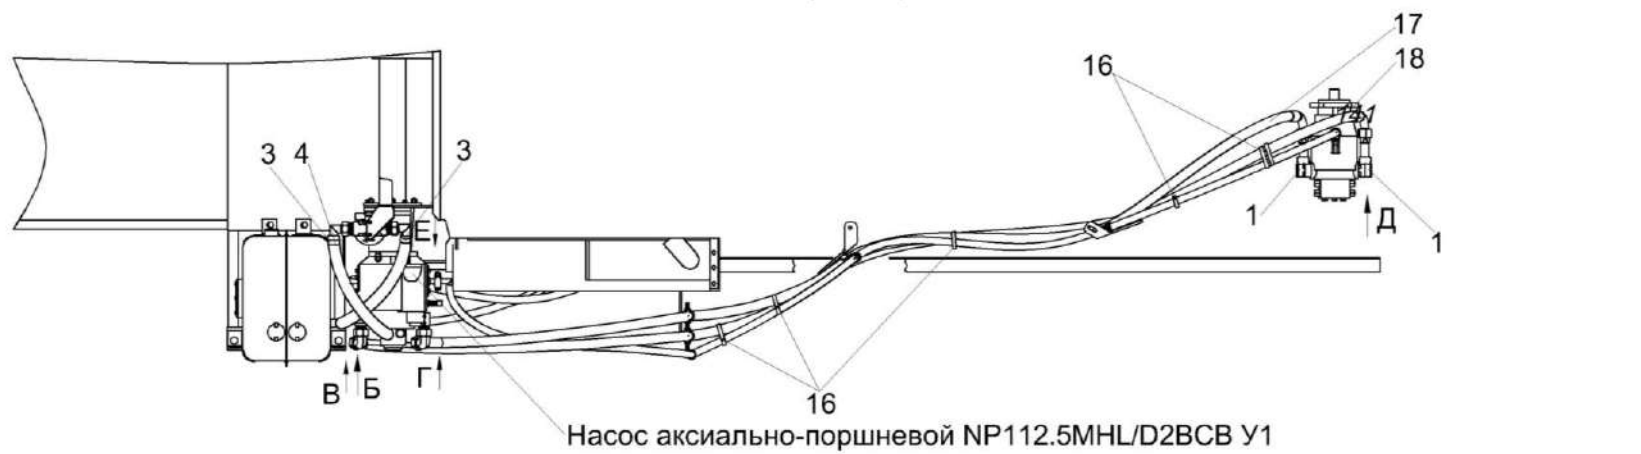 17
16
18
3 4
3
Е
1
Д
1
В
Б
Г
16
Насос аксиально-поршневой NP112.5MHL/D2BCB У1